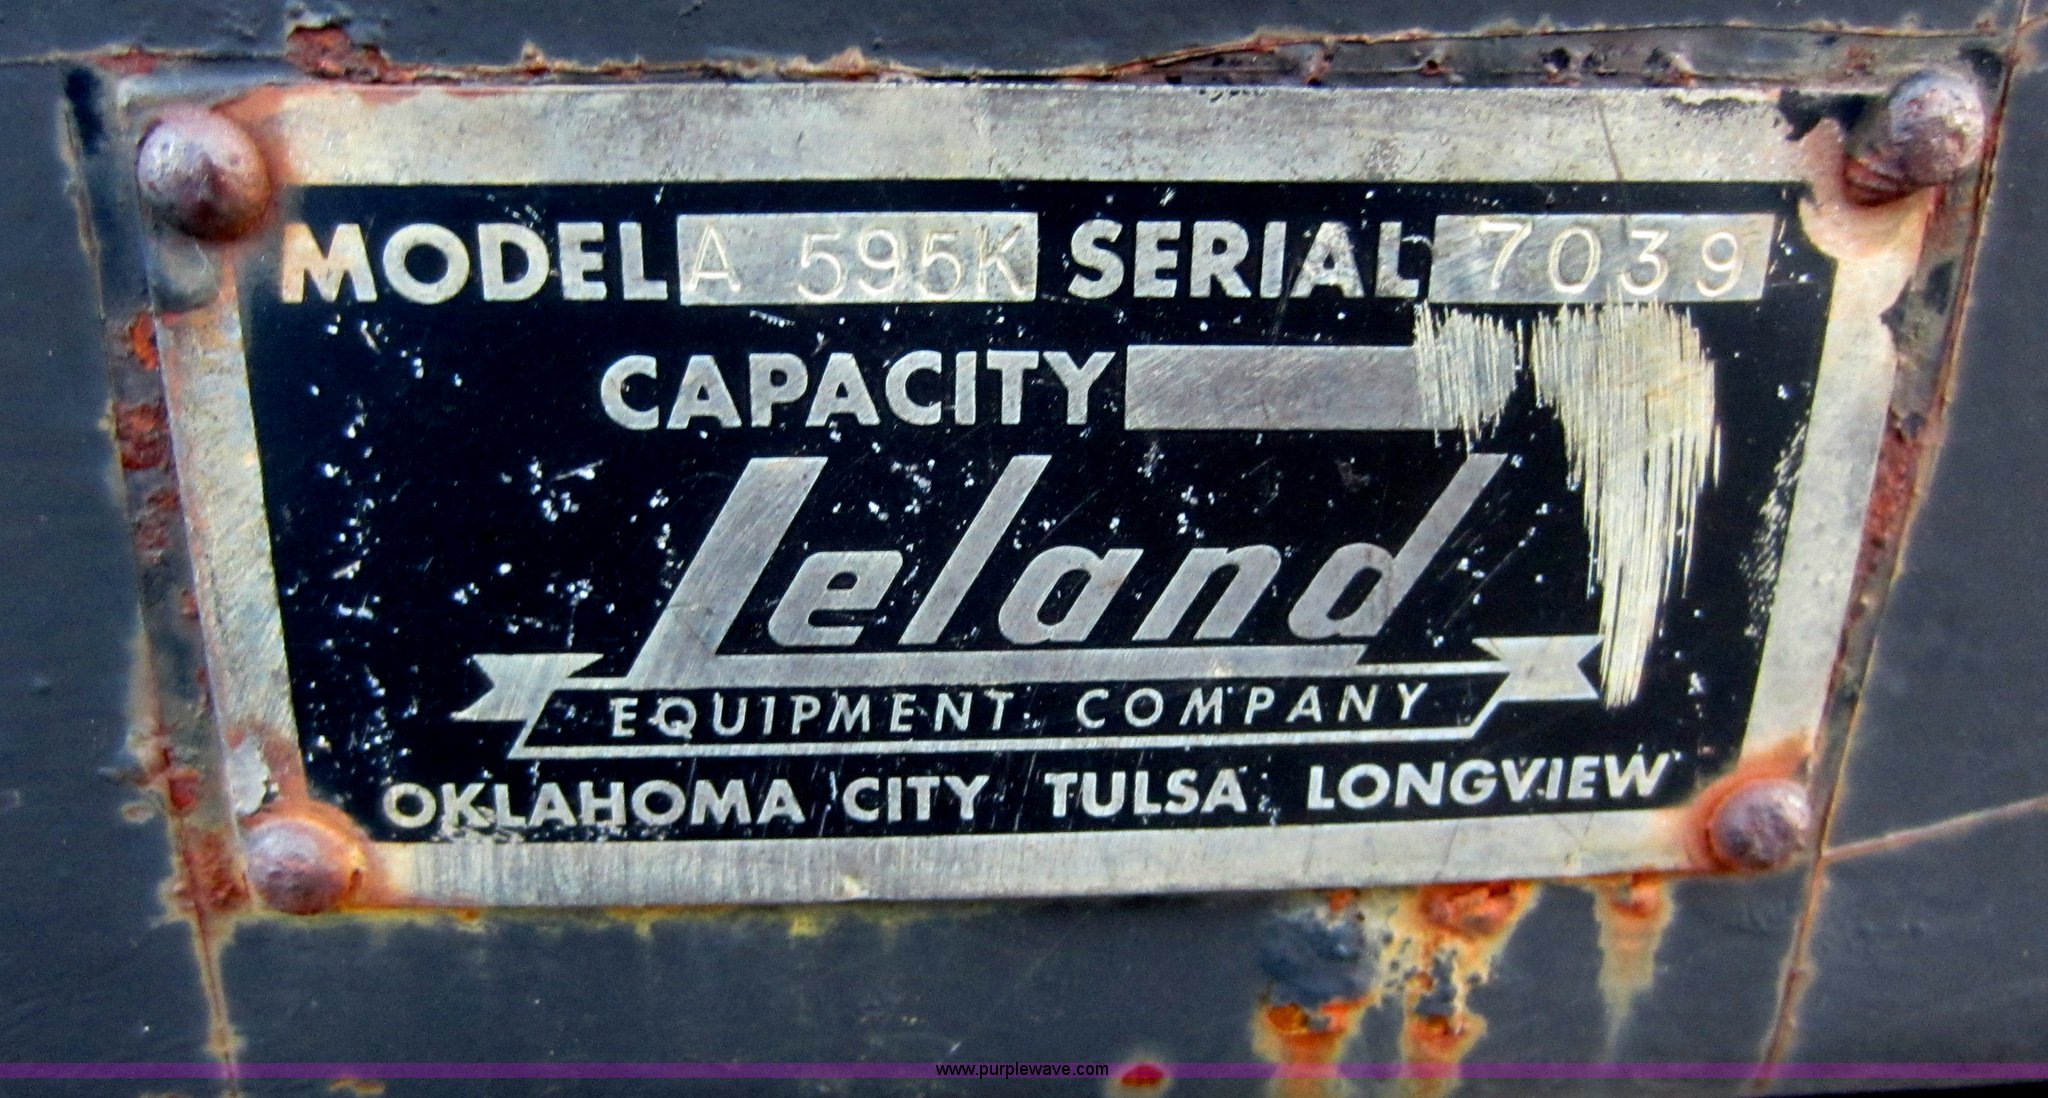 MODEL A 595K SERIAL 7039
CAPACITY
Leland
EQUIPMENT COMPANY
OKLAHOMA CITY TULSA LONGVIEW
www.purplewave.com